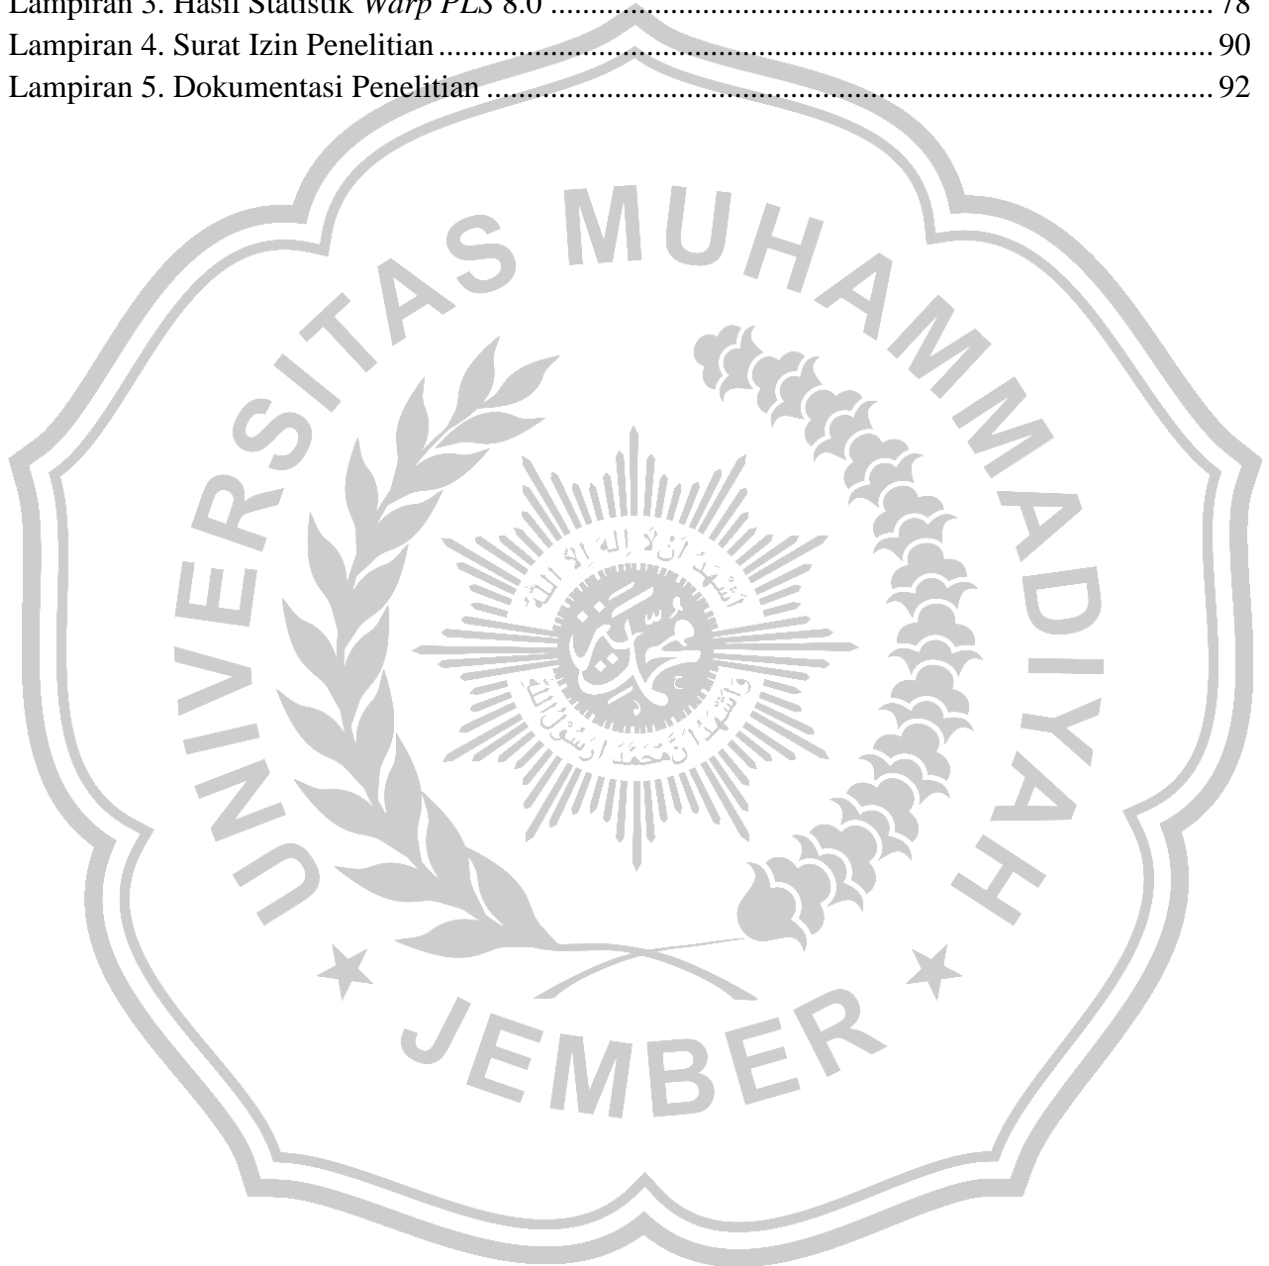 Lampiran 3. Hasil Statistik Warp PLS 8.0 .................................................................................... 78
Lampiran 4. Surat Izin Penelitian .................................................................................................. 90
Lampiran 5. Dokumentasi Penelitian ............................................................................................ 92
UNIVERSITAS MUHAMMADIYAH
JEMBER